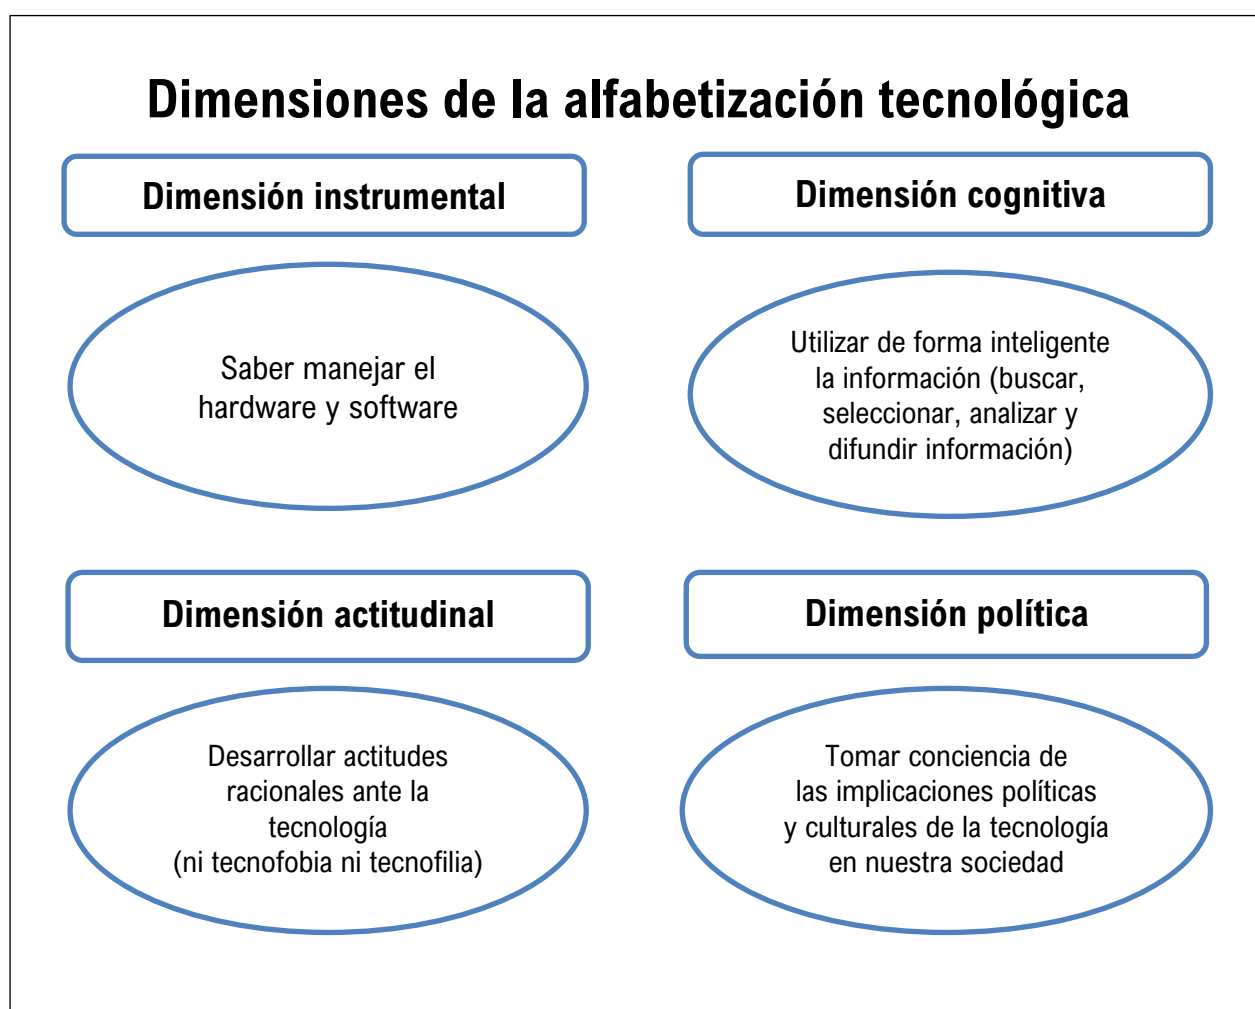 Dimensiones de la alfabetización tecnológica
Dimensión instrumental
Saber manejar el
hardware y software
Dimensión cognitiva
Utilizar de forma inteligente
la información (buscar,
seleccionar, analizar y
difundir información)
Dimensión actitudinal
Desarrollar actitudes
racionales ante la
tecnología
(ni tecnofobia ni tecnofilia)
Dimensión política
Tomar conciencia de
las implicaciones políticas
y culturales de la tecnología
en nuestra sociedad